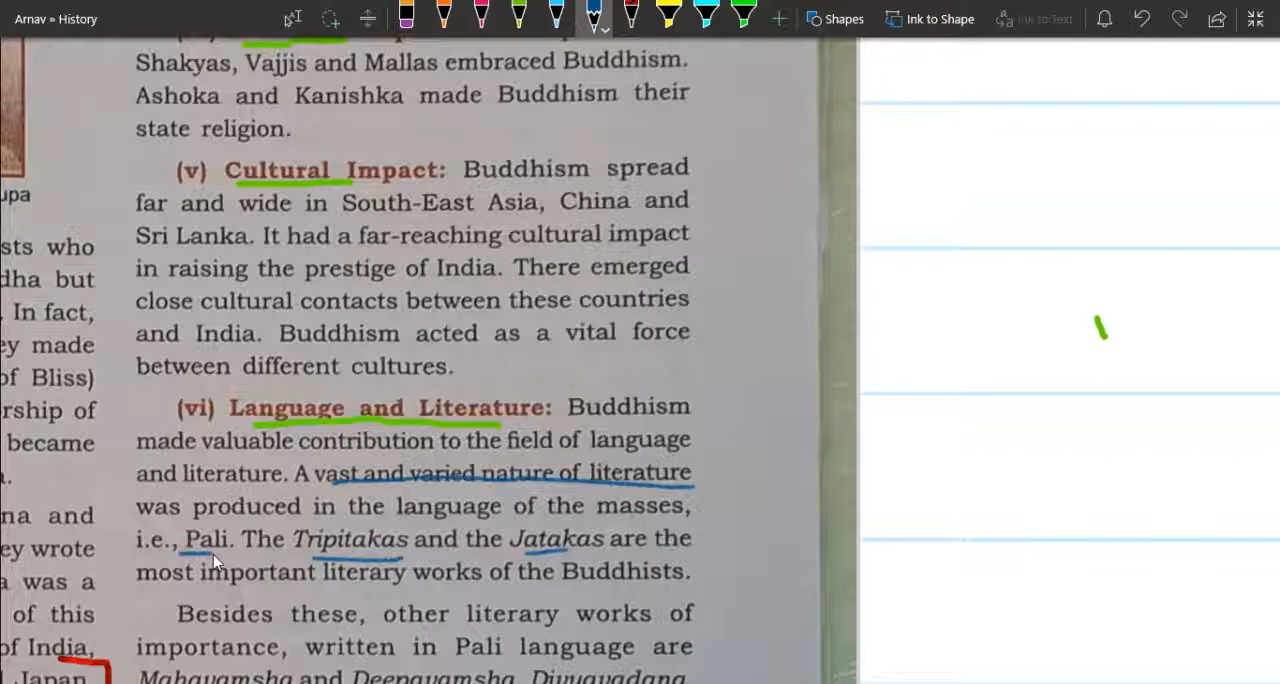 Arnav » History
Shapes
Ink to Shape
Ink to Text
Shakyas, Vajjis and Mallas embraced Buddhism.
Ashoka and Kanishka made Buddhism their
state religion.
(v) Cultural Impact: Buddhism spread
far and wide in South-East Asia, China and
Sri Lanka. It had a far-reaching cultural impact
in raising the prestige of India. There emerged
close cultural contacts between these countries
and India. Buddhism acted as a vital force
between different cultures.
(vi) Language and Literature: Buddhism
made valuable contribution to the field of language
and literature. A vast and varied nature of literature
was produced in the language of the masses,
i.e., Pali. The Tripitakas and the Jatakas are the
most important literary works of the Buddhists.
Besides these, other literary works of
importance, written in Pali language are
Mahavamsha and Deepavamsha, Divyavadana,
sts who
but
. In fact,
made
of Bliss)
of
became
and
wrote
was a
of this
of India,
Japan